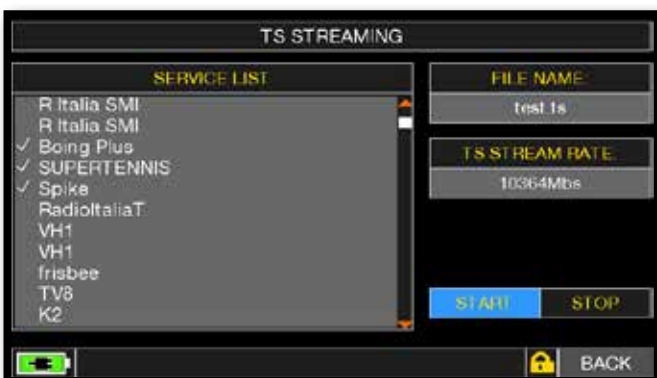 TS STREAMING
SERVICE LIST
R Italia SMI
R Italia SMI
✓ Boing Plus
✓ SUPERTENNIS
✓ Spike
RadioItaliaT
VH1
VH1
frisbee
TV8
K2
FILE NAME:
test.ts
TS STREAM RATE:
10364Mbs
START
STOP
BACK